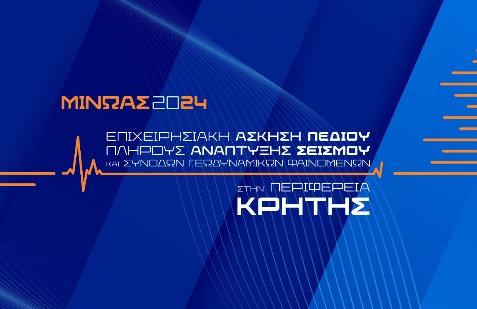 ΜΙΝΩΑΣ2024
ΕΠΙΧΕΙΡΗΣΙΑΚΗ ΑΣΚΗΣΗ ΠΕΔΙΟΥ
ΠΛΗΡΟΥΣ ΑΝΑΠΤΥΞΗΣ ΣΕΙΣΜΟΥ
ΚΑΙ ΣΥΝΟΔΩΝ ΓΕΩΔΥΝΑΜΙΚΩΝ ΦΑΙΝΟΜΕΝΩΝ
ΣΤΗΝ ΠΕΡΙΦΕΡΕΙΑ
ΚΡΗΤΗΣ